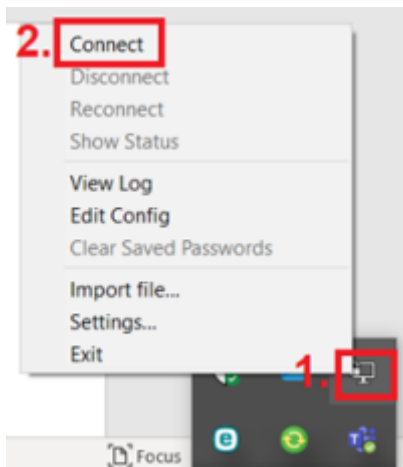 2. Connect
Disconnect
Reconnect
Show Status
View Log
Edit Config
Clear Saved Passwords
Import file...
Settings...
Exit
1.
Focus